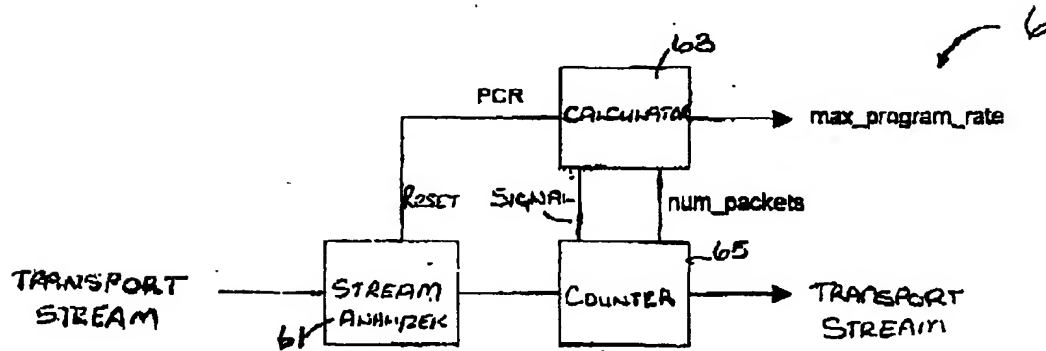 6
63
PCR
CALCULATOR
max_program_rate
RESET
SIGNAL
num_packets
65
TRANSPORT
STREAM
STREAM
ANALYZER
61
COUNTER
TRANSPORT
STREAM